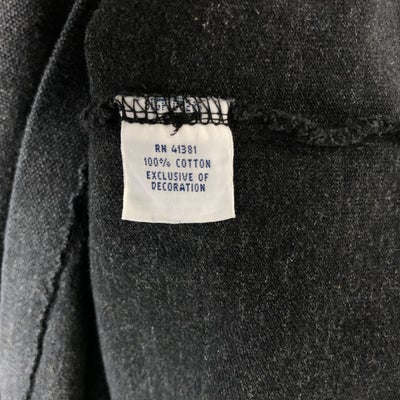 RN 41381
100% COTTON
EXCLUSIVE OF
DECORATION